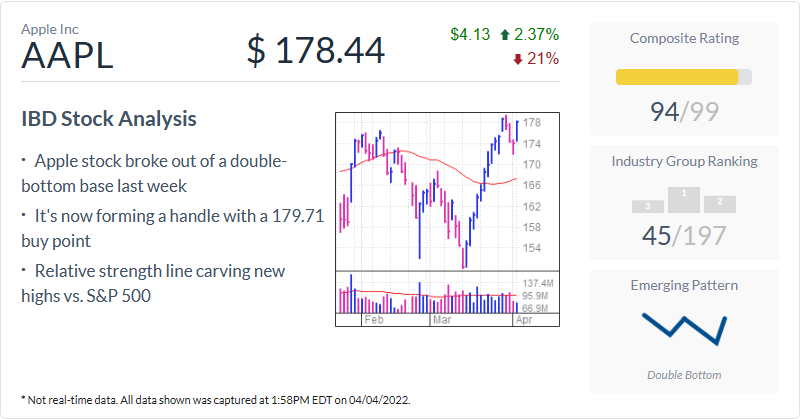 Apple Inc
AAPL
$ 178.44
$4.13 2.37%
21%
IBD Stock Analysis
· Apple stock broke out of a double-
bottom base last week
· It's now forming a handle with a 179.71
buy point
· Relative strength line carving new
highs vs. S&P 500
178
174
170
166
162
158
154
137.4M
95.9M
66.9M
Feb Mar Apr
Composite Rating
94/99
Industry Group Ranking
3 1 2
45/197
Emerging Pattern
Double Bottom
* Not real-time data. All data shown was captured at 1:58PM EDT on 04/04/2022.